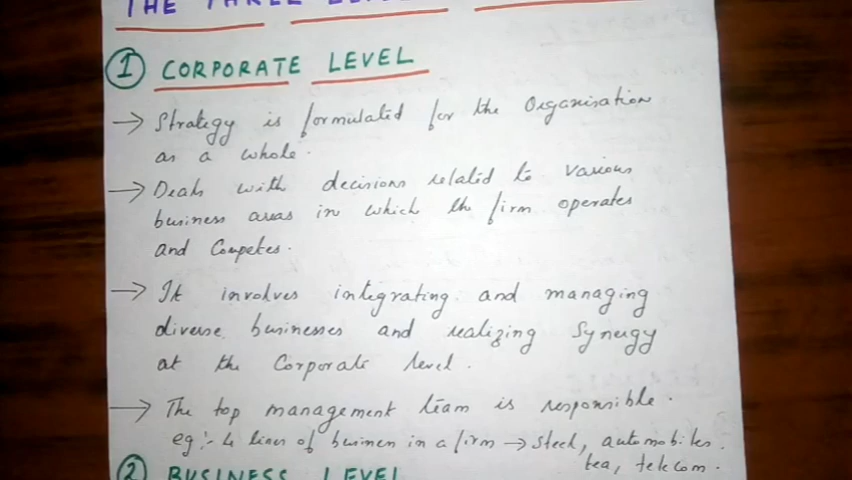 THE THREE
① CORPORATE LEVEL
→ Strategy is formulated for the Organisation
as a whole.
→ Deals with decisions related to various
business areas in which the firm operates
and Competes.
→ It involves integrating and managing
diverse businesses and realizing Synergy
at the Corporate level.
→ The top management team is responsible.
eg :- 4 lines of business in a firm → Steel, automobiles,
tea, telecom.
② BUSINESS LEVEL